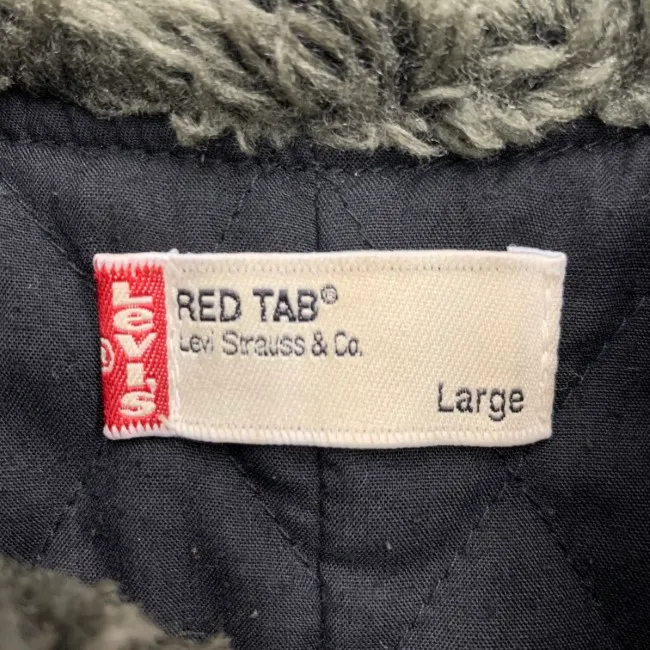 LEVI'S®
RED TAB®
Levi Strauss & Co.
Large